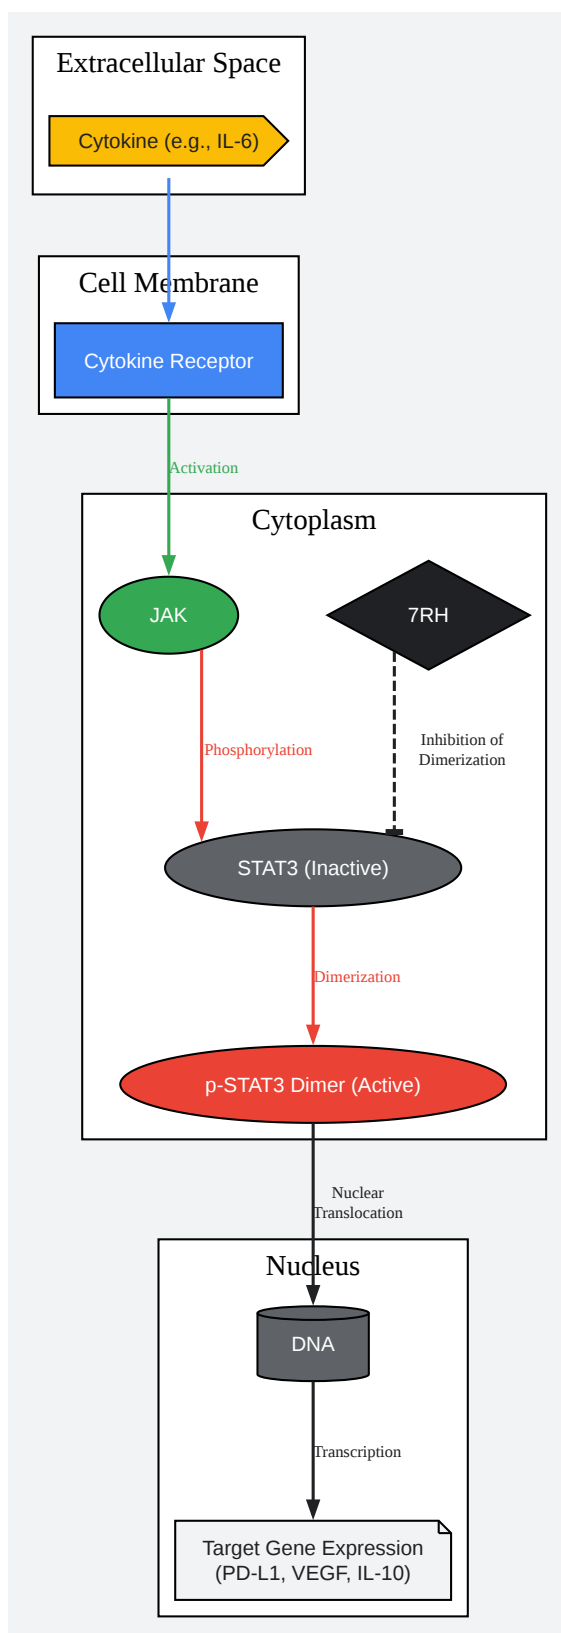 Extracellular Space
Cytokine (e.g., IL-6)
Cell Membrane
Cytokine Receptor
Activation
Cytoplasm
JAK
7RH
Phosphorylation
Inhibition of
Dimerization
STAT3 (Inactive)
Dimerization
p-STAT3 Dimer (Active)
Nuclear
Translocation
Nucleus
DNA
Transcription
Target Gene Expression
(PD-L1, VEGF, IL-10)